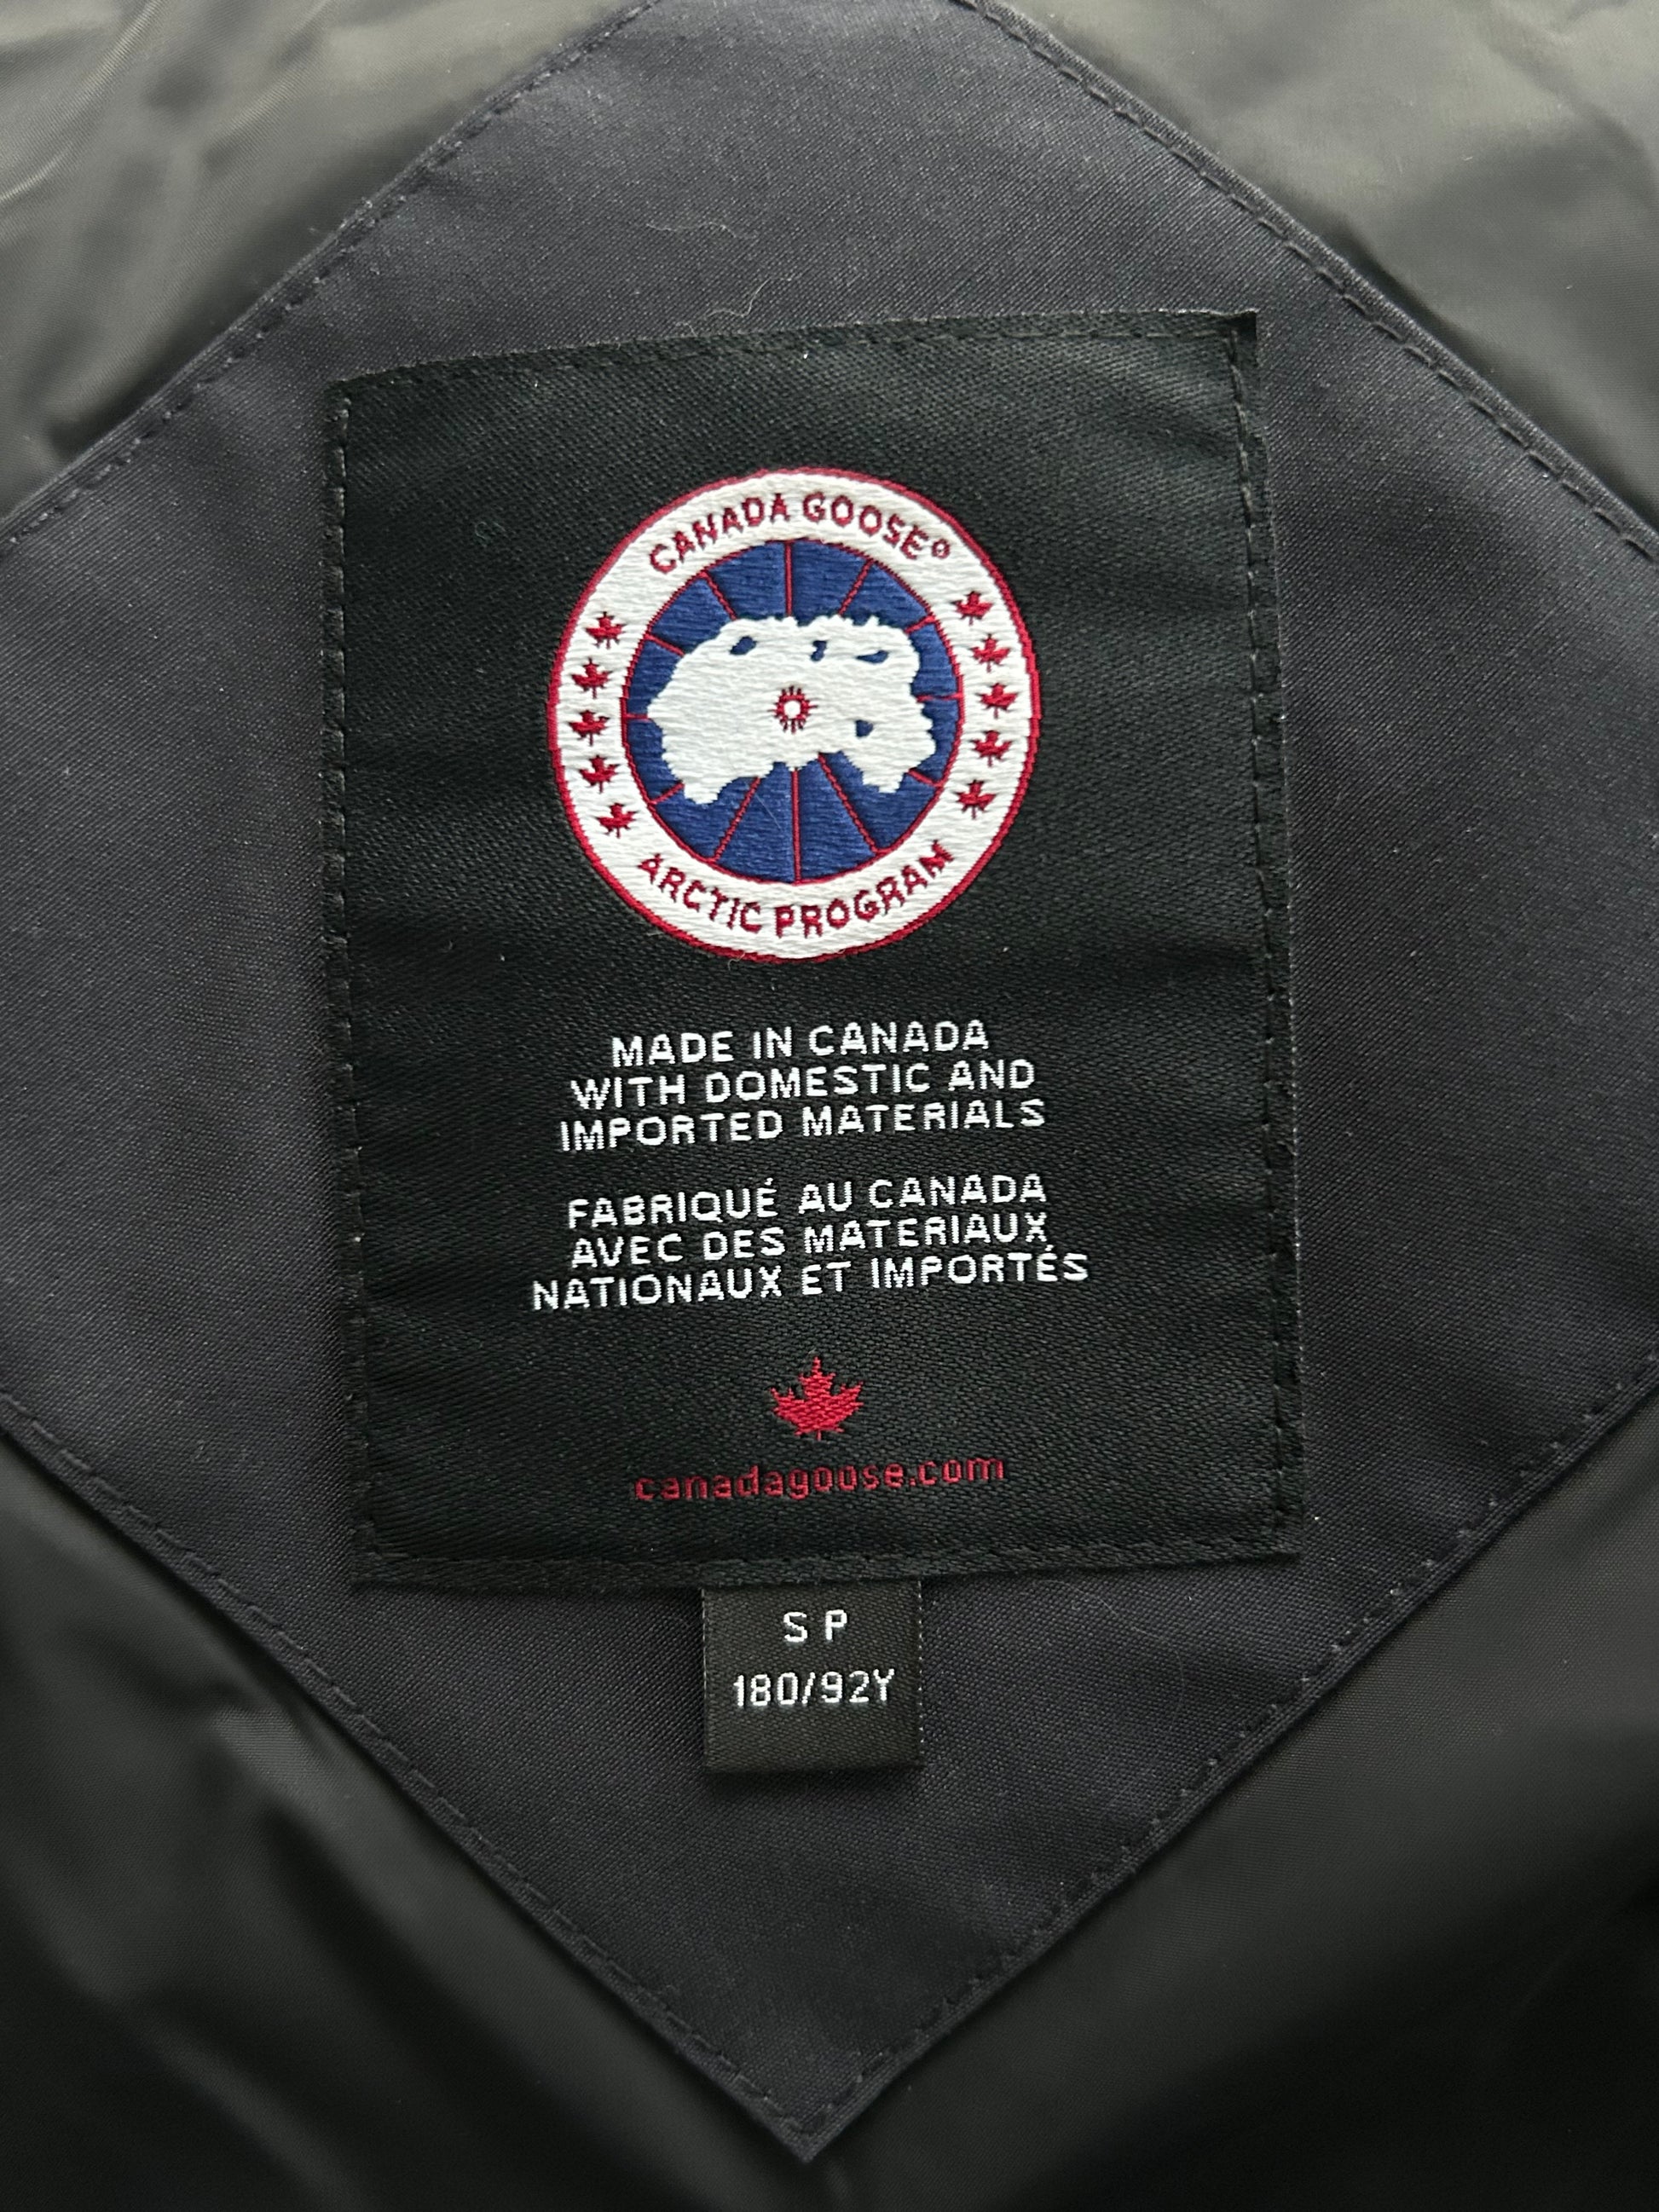 CANADA GOOSE®
ARCTIC PROGRAM
MADE IN CANADA
WITH DOMESTIC AND
IMPORTED MATERIALS
FABRIQUÉ AU CANADA
AVEC DES MATERIAUX
NATIONAUX ET IMPORTÉS
canadagoose.com
S P
180/92Y